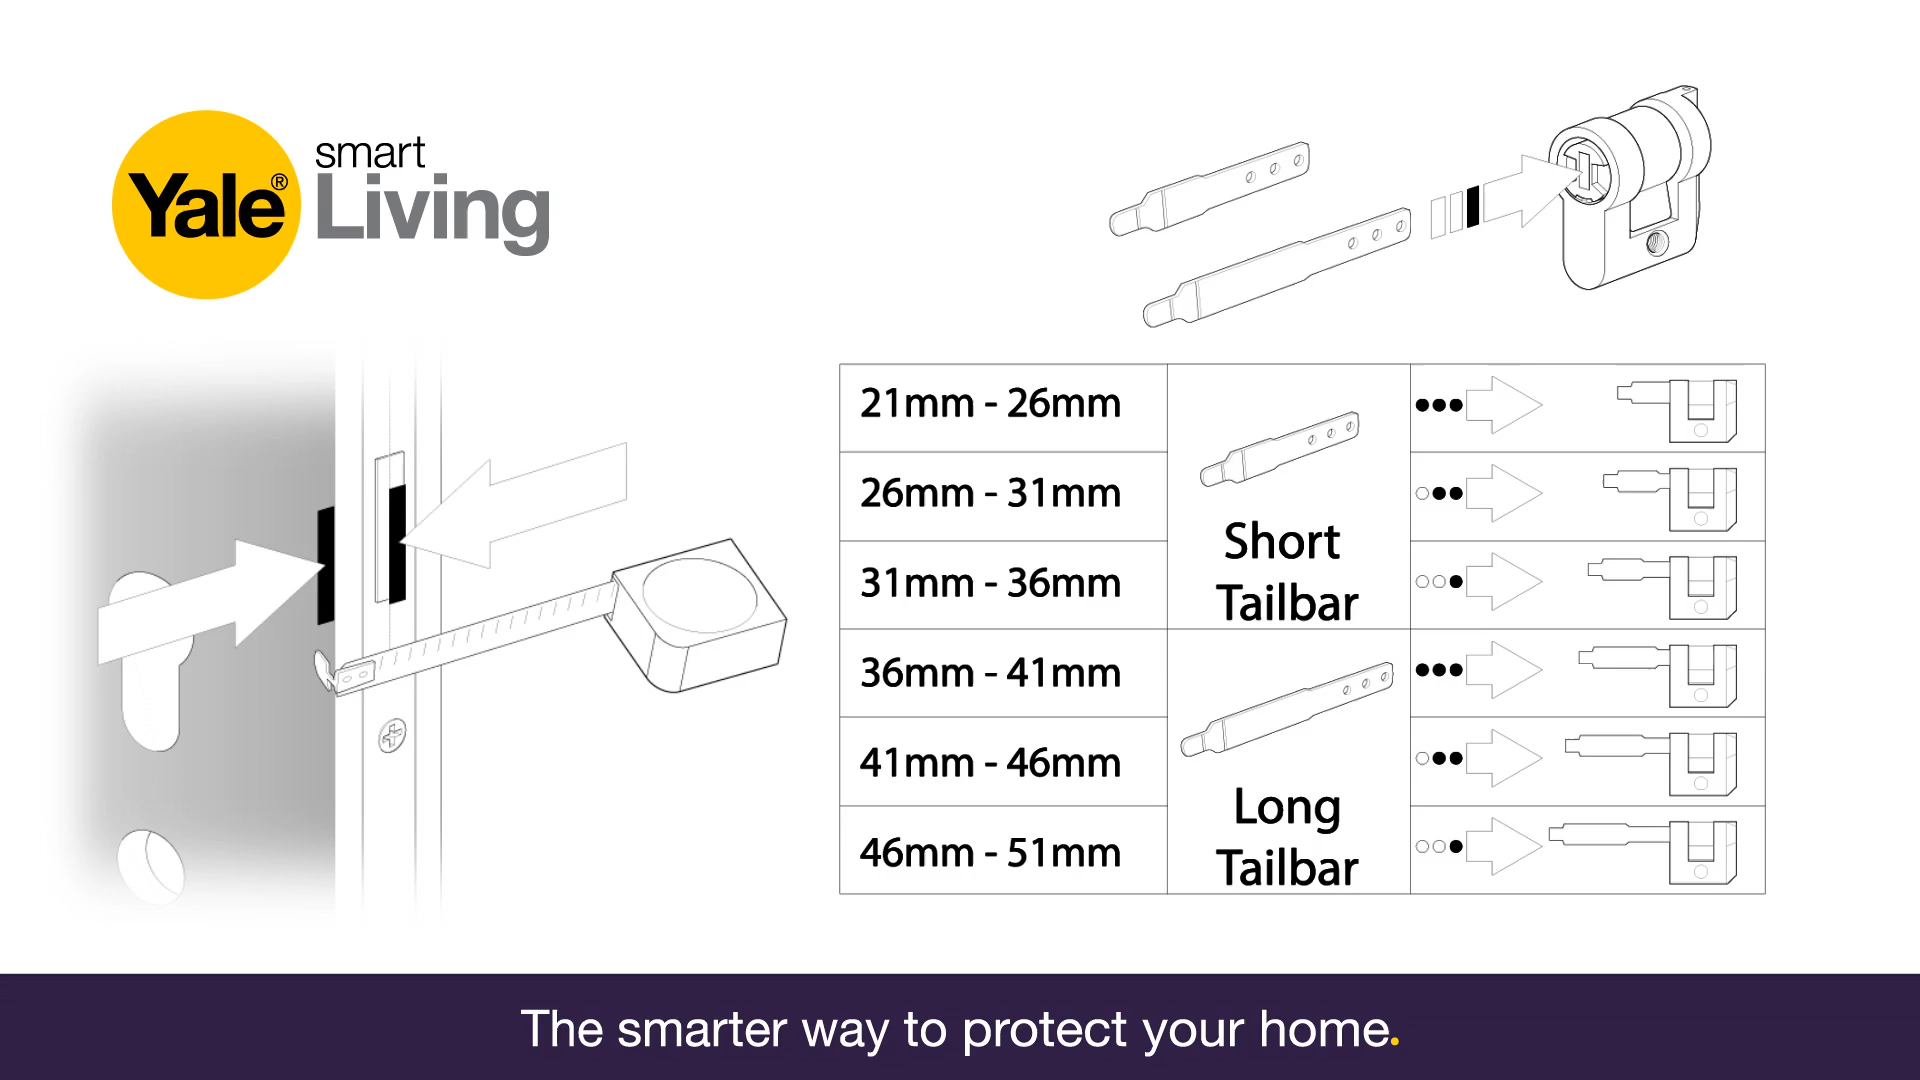 smart
Yale®
Living
21mm - 26mm
26mm - 31mm
31mm - 36mm
Short
Tailbar
36mm - 41mm
41mm - 46mm
46mm - 51mm
Long
Tailbar
The smarter way to protect your home.